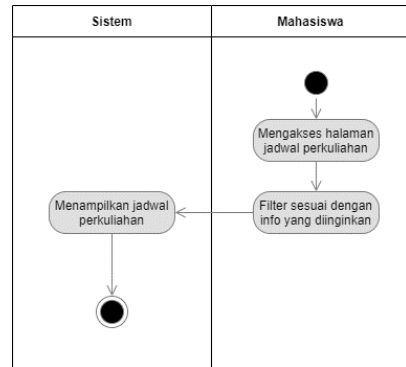 Sistem
Mahasiswa
Mengakses halaman
jadwal perkuliahan
Menampilkan jadwal
perkuliahan
Filter sesuai dengan
info yang diinginkan